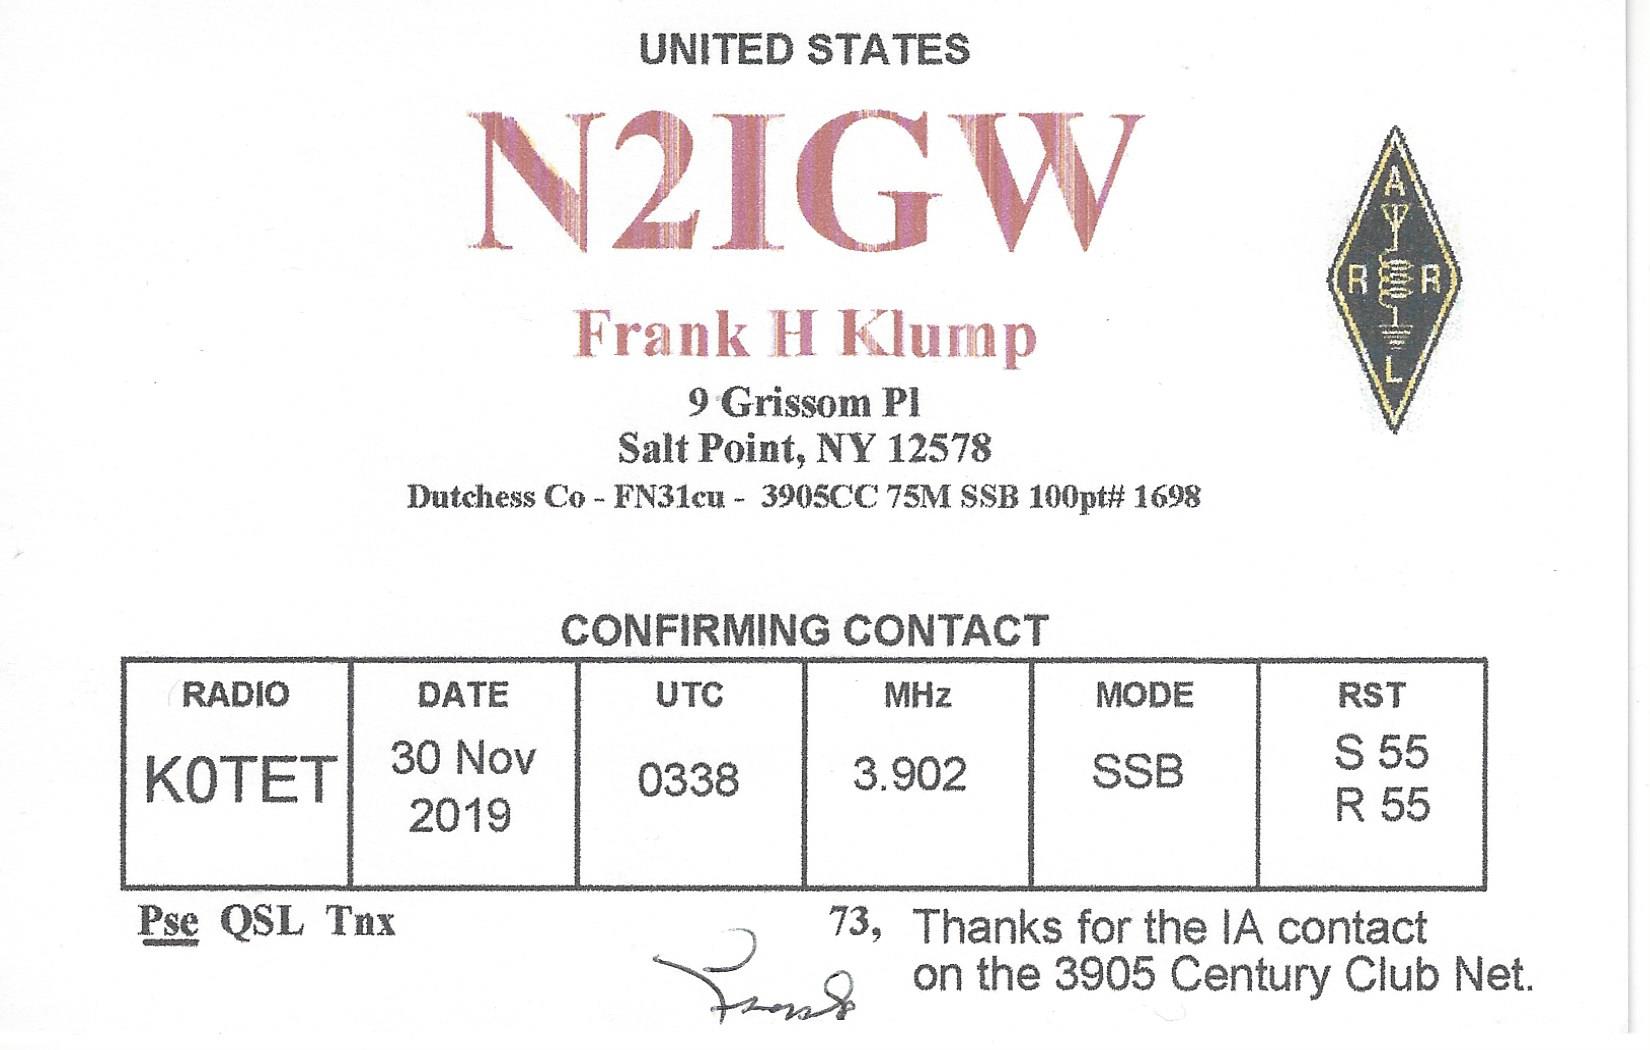 UNITED STATES
N2IGW
Frank H Klump
9 Grissom Pl
Salt Point, NY 12578
Dutchess Co - FN31cu - 3905CC 75M SSB 100pt# 1698
A
R R
L
CONFIRMING CONTACT
RADIO DATE UTC MHz MODE RST
K0TET 30 Nov 2019 0338 3.902 SSB S 55 R 55
Pse QSL Tnx
73, Thanks for the IA contact
on the 3905 Century Club Net.
Frank